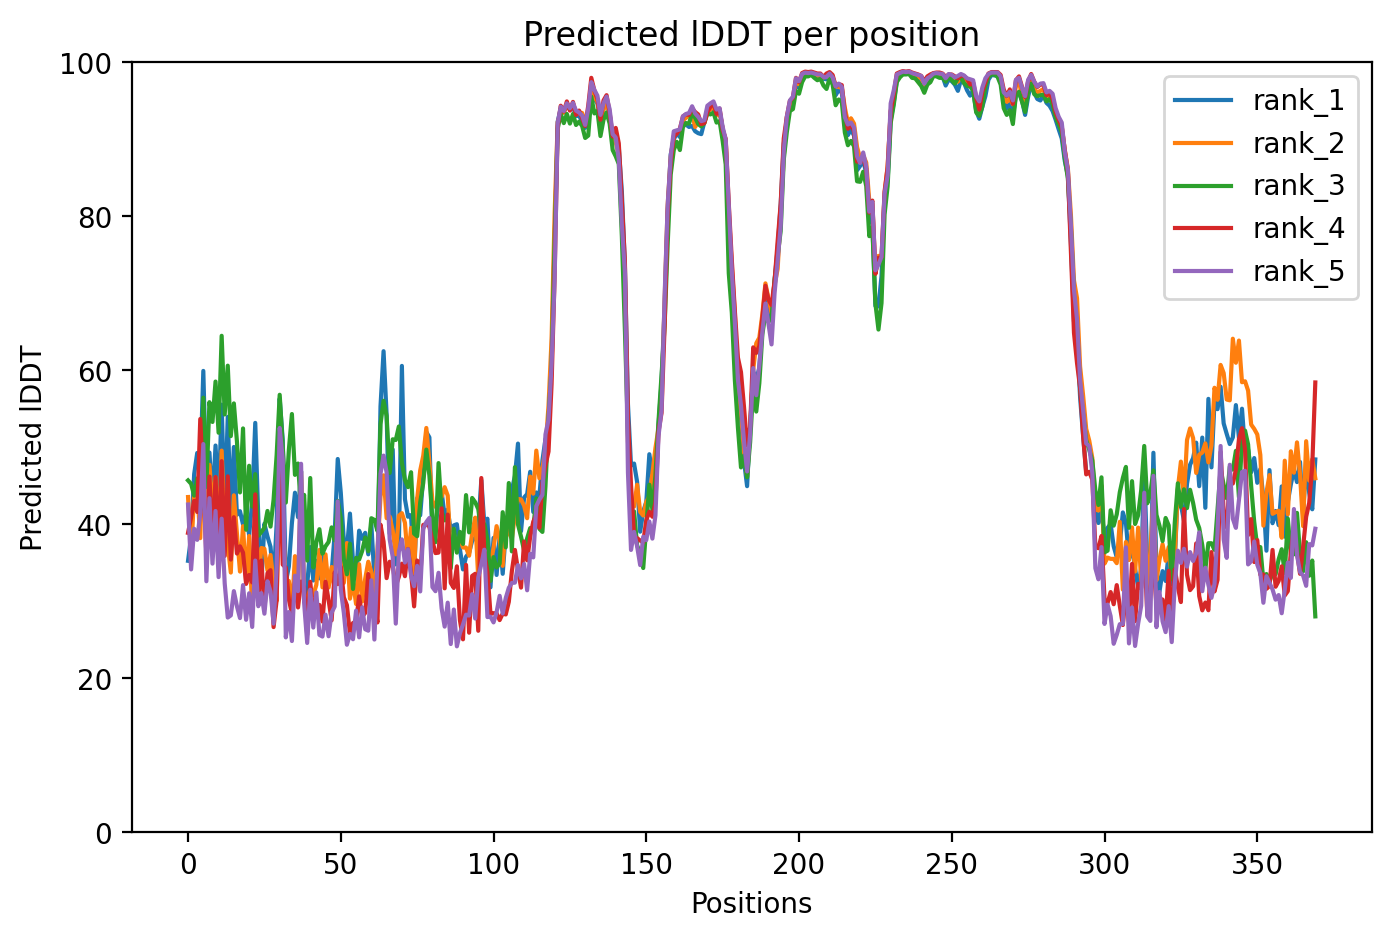 Predicted lDDT per position
Predicted lDDT
100
80
60
40
20
0
0 50 100 150 200 250 300 350
Positions
rank_1
rank_2
rank_3
rank_4
rank_5